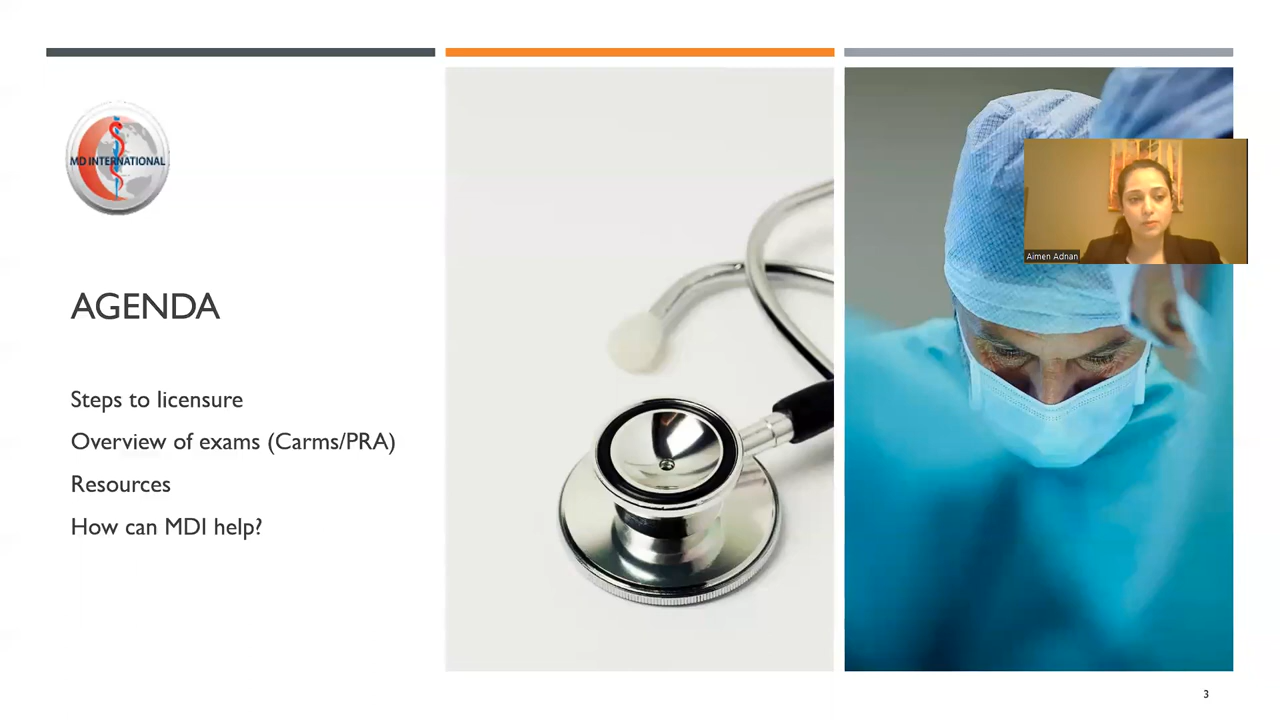 MD INTERNATIONAL
AGENDA
Steps to licensure
Overview of exams (Carms/PRA)
Resources
How can MDI help?
Aimen Adnan
3